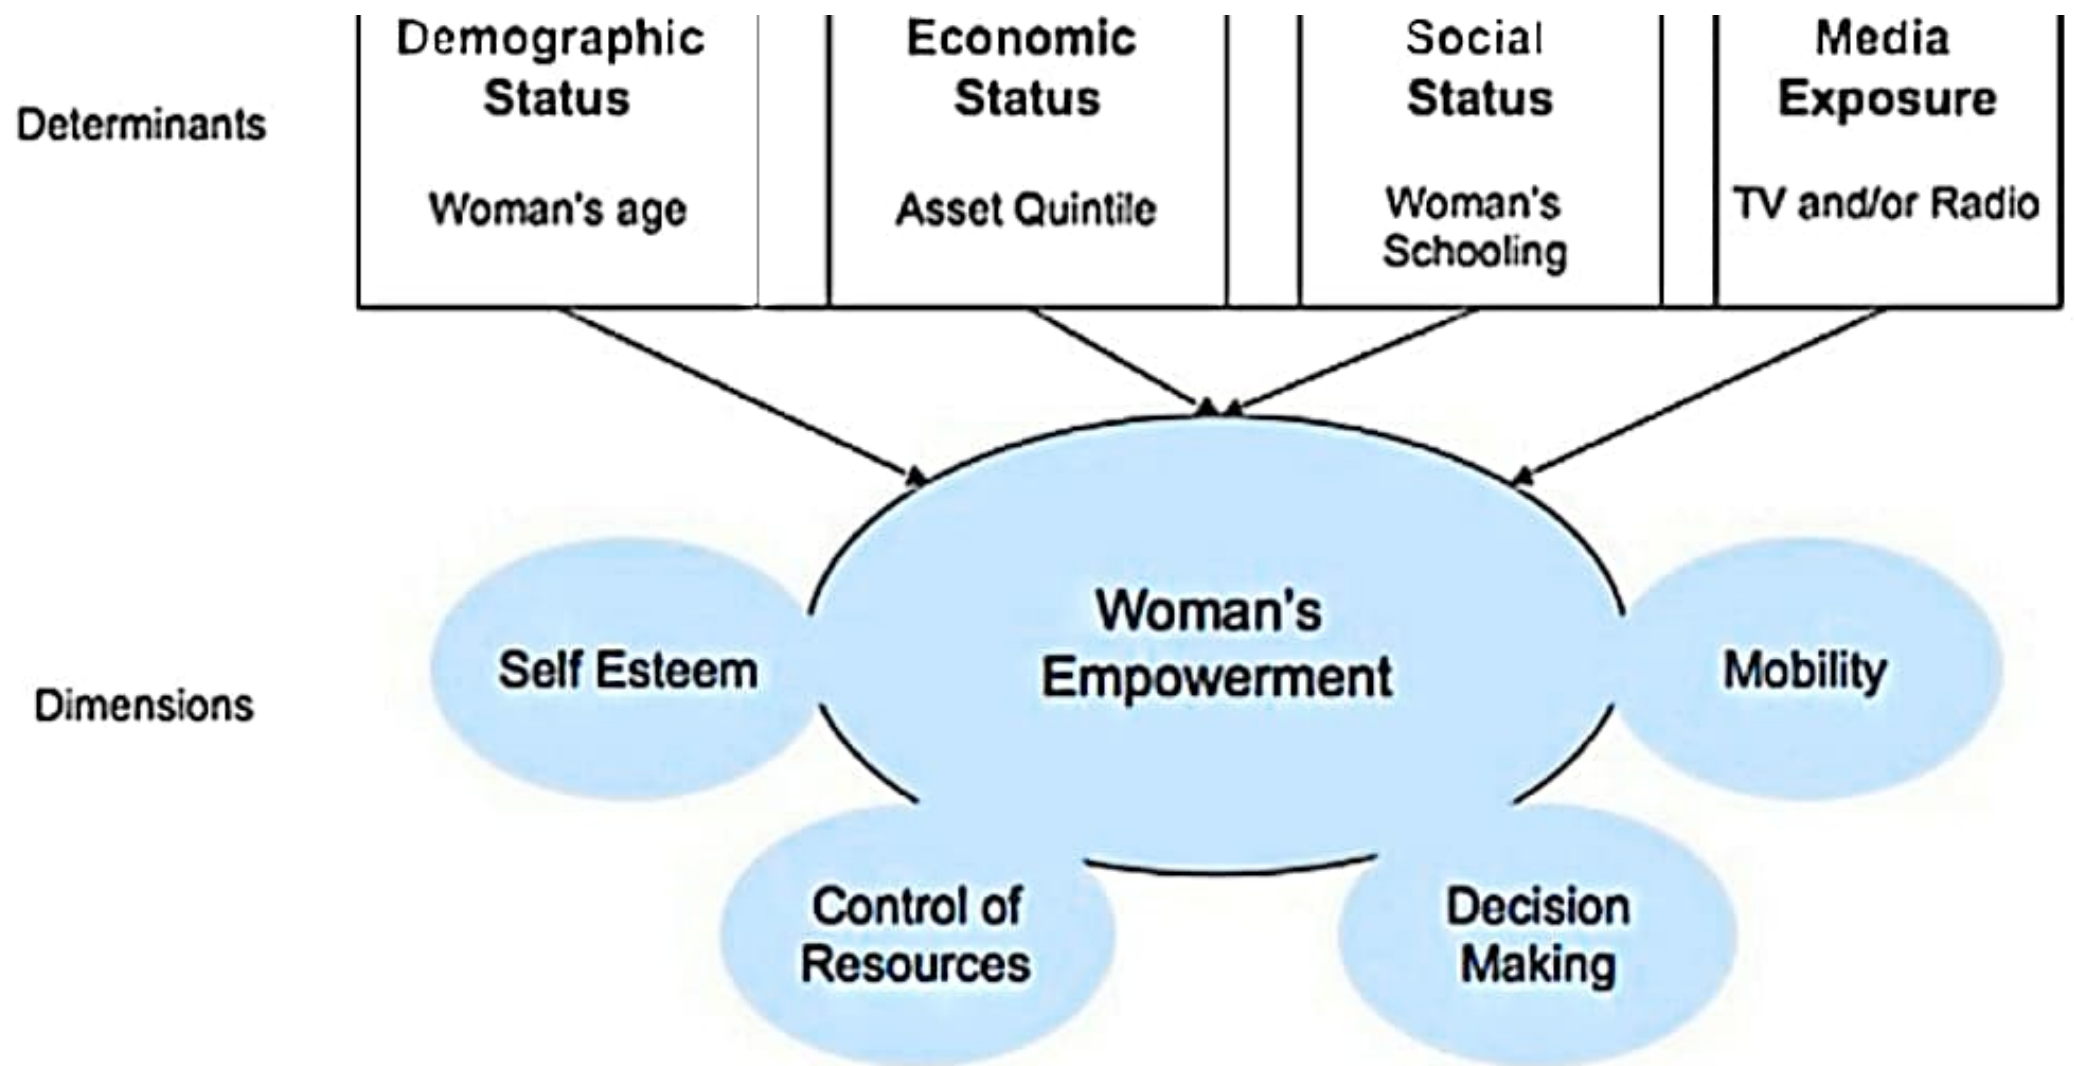 Determinants
Demographic
Status
Woman's age
Economic
Status
Asset Quintile
Social
Status
Woman's
Schooling
Media
Exposure
TV and/or Radio
Dimensions
Woman's
Empowerment
Self Esteem
Control of
Resources
Decision
Making
Mobility